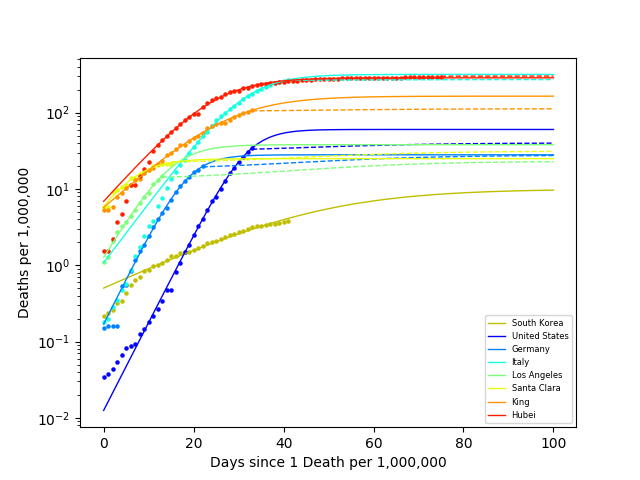 10²
10¹
10⁰
10⁻¹
10⁻²
Deaths per 1,000,000
0 20 40 60 80 100
Days since 1 Death per 1,000,000
South Korea
United States
Germany
Italy
Los Angeles
Santa Clara
King
Hubei